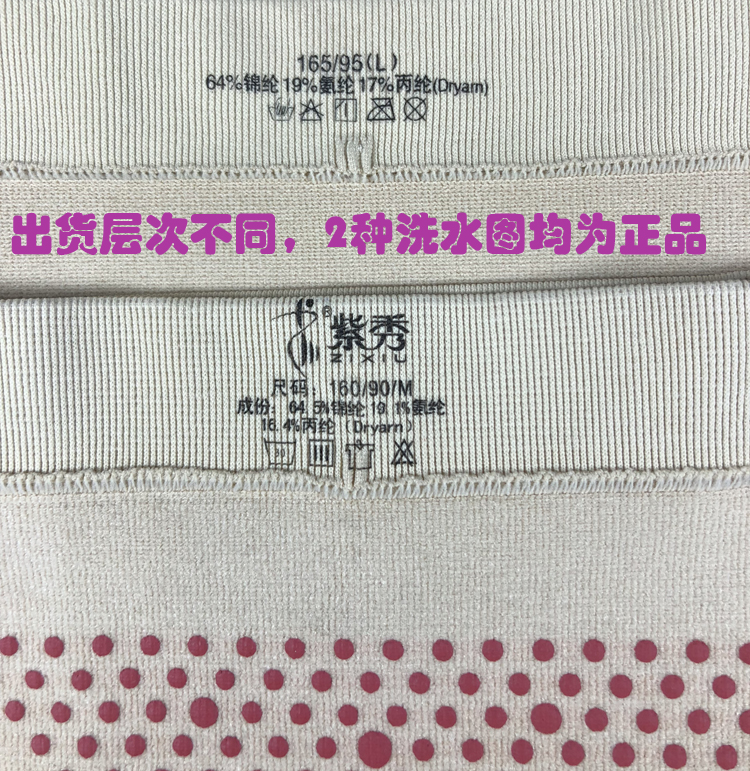 165/95(L)
64%锦纶 19%氨纶 17%丙纶(Dryarn)
出货层次不同，2种洗水图均为正品
®
紫秀
ZIXIU
尺码：160/90/M
成份：64.5%锦纶 19.1%氨纶
16.4%丙纶（Dryarn）
30